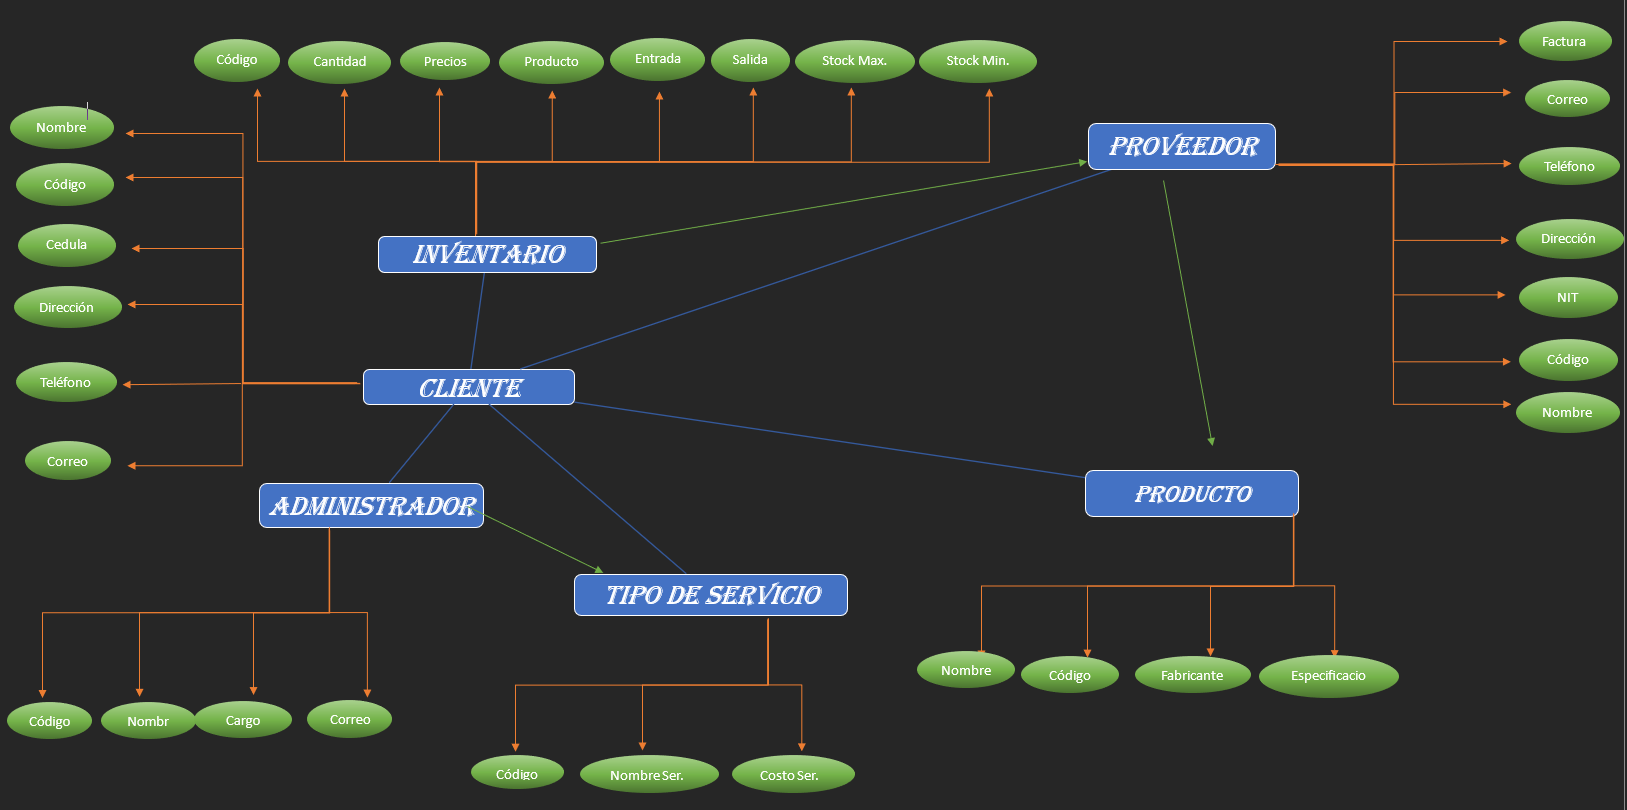 Código
Cantidad
Precios
Producto
Entrada
Salida
Stock Max.
Stock Min.
Factura
Correo
Teléfono
Dirección
NIT
Código
Nombre
PROVEEDOR
Nombre
Código
Cedula
Dirección
Teléfono
Correo
INVENTARIO
CLIENTE
ADMINISTRADOR
TIPO DE SERVICIO
PRODUCTO
Nombre
Código
Fabricante
Especificacio
Código
Nombr
Cargo
Correo
Código
Nombre Ser.
Costo Ser.